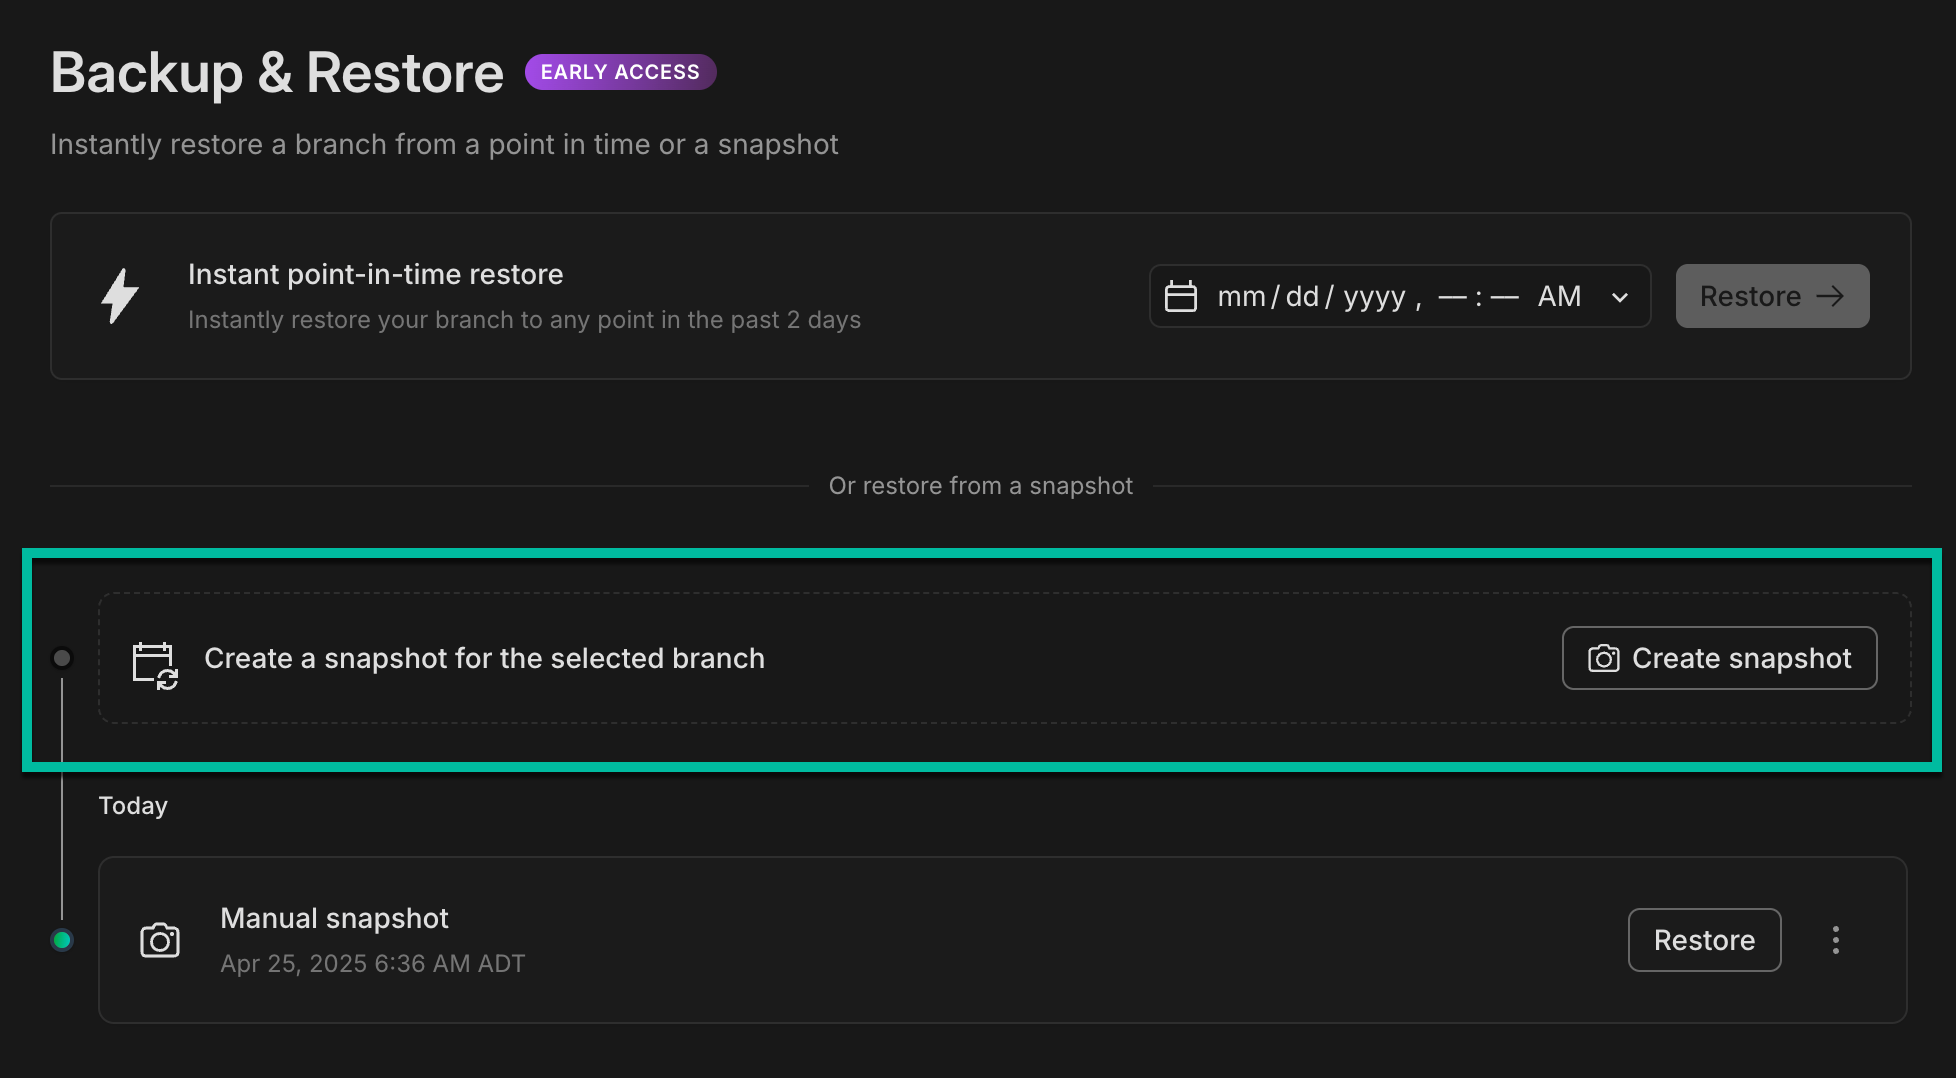 Backup & Restore EARLY ACCESS
Instantly restore a branch from a point in time or a snapshot
Instant point-in-time restore
Instantly restore your branch to any point in the past 2 days
mm/dd/yyyy, ––:–– AM
Restore →
Or restore from a snapshot
Create a snapshot for the selected branch
Create snapshot
Today
Manual snapshot
Apr 25, 2025 6:36 AM ADT
Restore